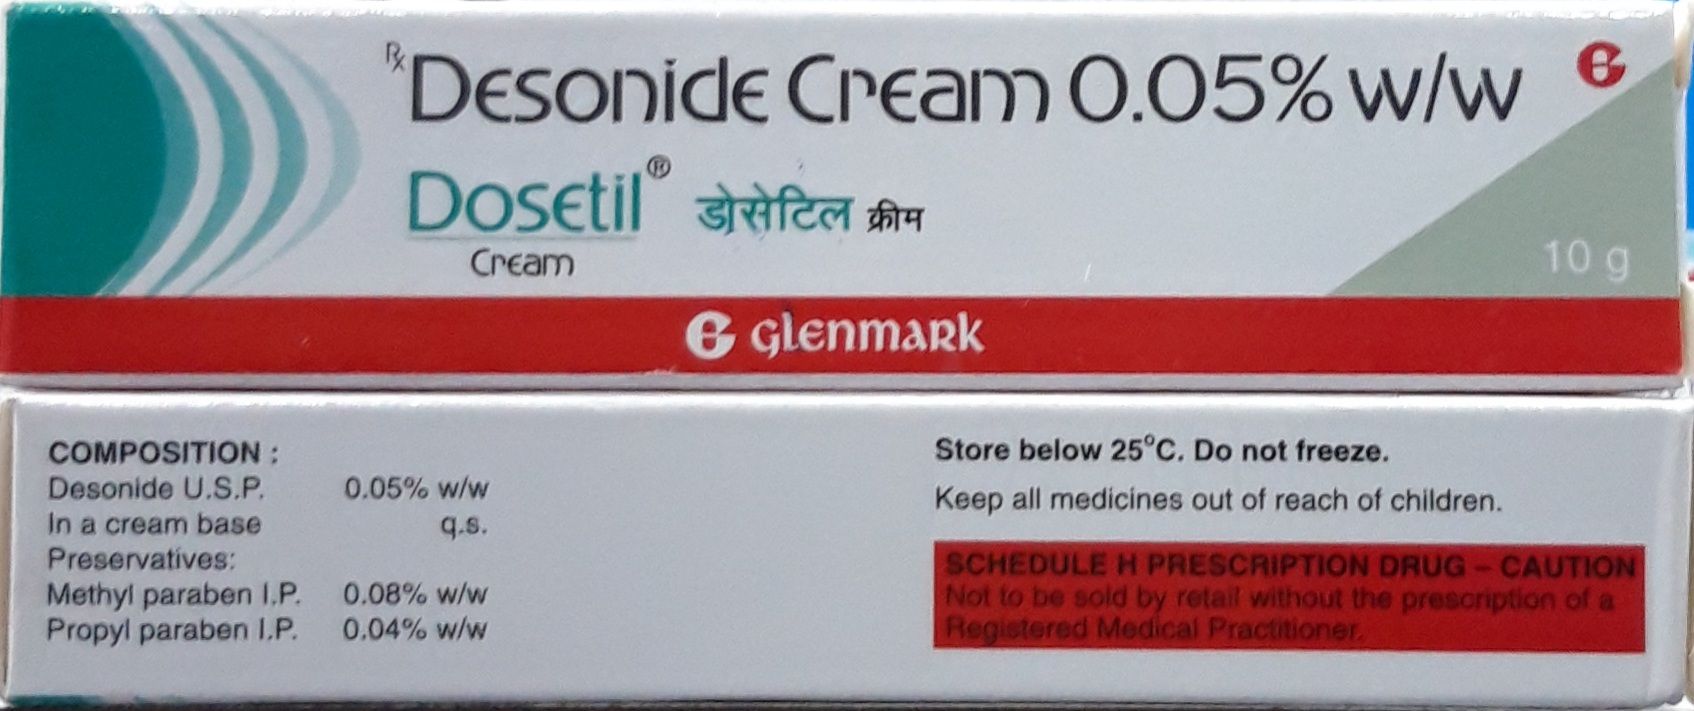 Rx Desonide Cream 0.05% w/w
Dosetil® डोसेटिल क्रीम
Cream
10 g
glenmark
COMPOSITION :
Desonide U.S.P. 0.05% w/w
In a cream base q.s.
Preservatives:
Methyl paraben I.P. 0.08% w/w
Propyl paraben I.P. 0.04% w/w
Store below 25°C. Do not freeze.
Keep all medicines out of reach of children.
SCHEDULE H PRESCRIPTION DRUG – CAUTION
Not to be sold by retail without the prescription of a
Registered Medical Practitioner.